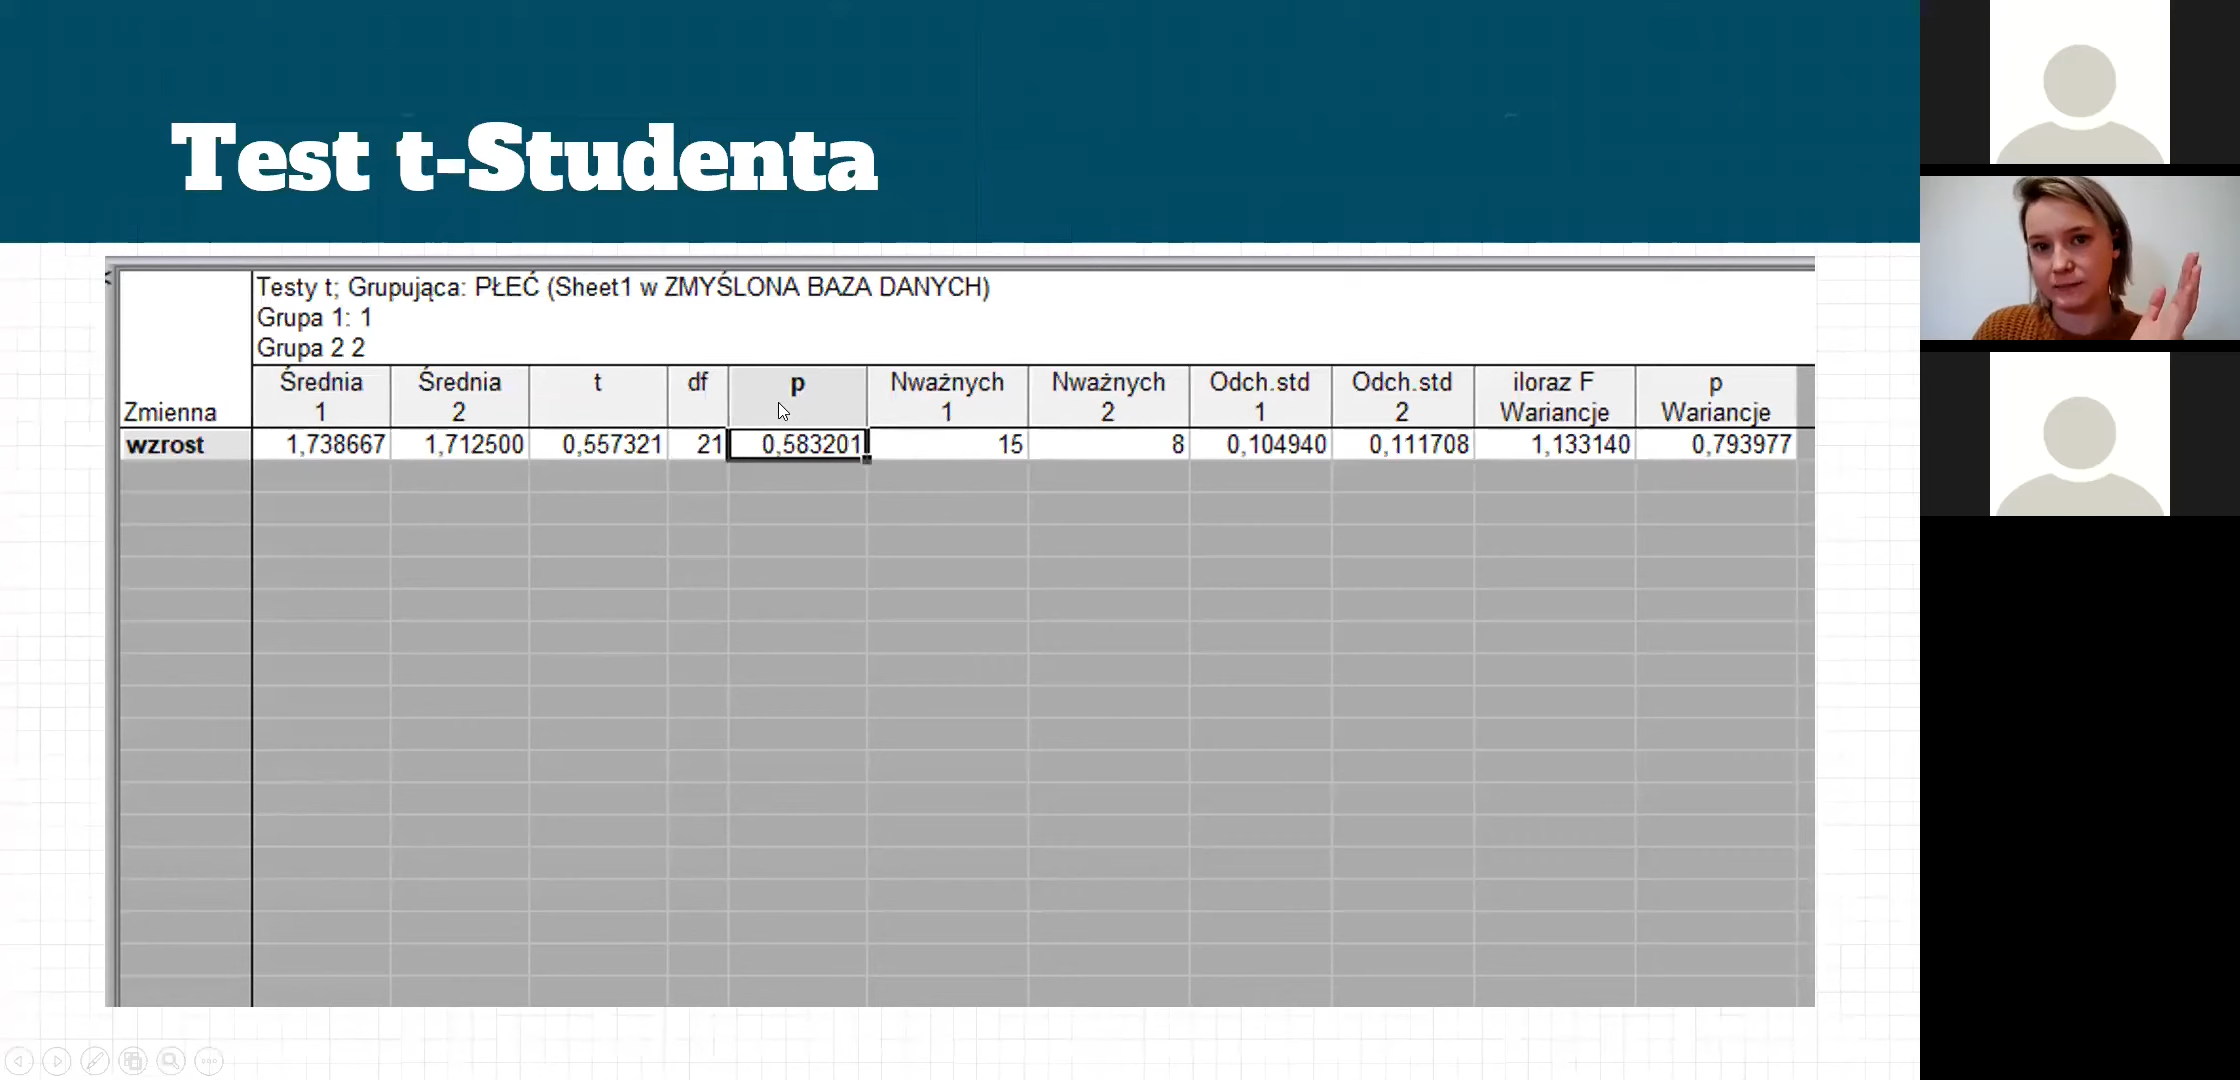 Test t-Studenta
Testy t; Grupująca: PŁEĆ (Sheet1 w ZMYŚLONA BAZA DANYCH)
Grupa 1: 1
Grupa 2 2
Zmienna Średnia 1 Średnia 2 t df p Nważnych 1 Nważnych 2 Odch.std 1 Odch.std 2 iloraz F Wariancje p Wariancje
wzrost 1,738667 1,712500 0,557321 21 0,583201 15 8 0,104940 0,111708 1,133140 0,793977